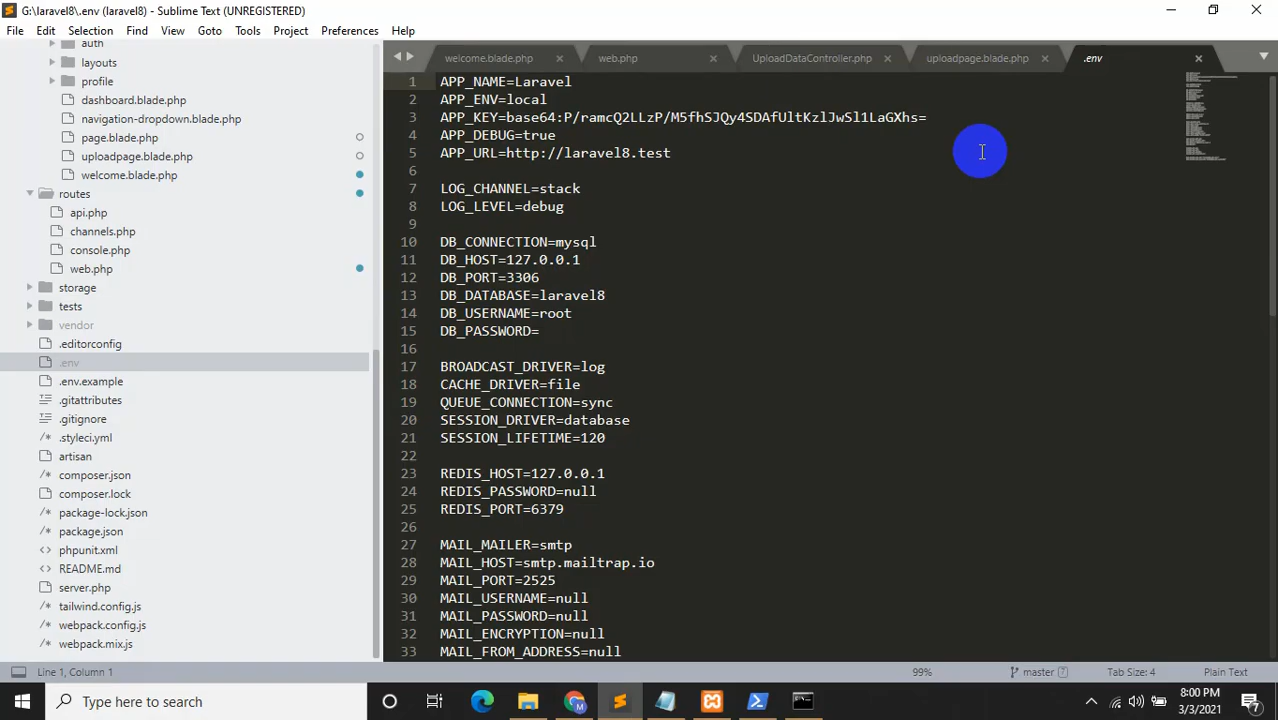 G:\laravel8\.env (laravel8) - Sublime Text (UNREGISTERED)
File Edit Selection Find View Goto Tools Project Preferences Help
auth
layouts
profile
dashboard.blade.php
navigation-dropdown.blade.php
page.blade.php
uploadpage.blade.php
welcome.blade.php
routes
api.php
channels.php
console.php
web.php
storage
tests
vendor
.editorconfig
.env
.env.example
.gitattributes
.gitignore
.styleci.yml
artisan
composer.json
composer.lock
package-lock.json
package.json
phpunit.xml
README.md
server.php
tailwind.config.js
webpack.config.js
webpack.mix.js
welcome.blade.php web.php UploadDataController.php uploadpage.blade.php .env
1 APP_NAME=Laravel
2 APP_ENV=local
3 APP_KEY=base64:P/ramcQ2LLzP/M5fhSJQy4SDAfUltKzlJwSl1LaGXhs=
4 APP_DEBUG=true
5 APP_URL=http://laravel8.test
6
7 LOG_CHANNEL=stack
8 LOG_LEVEL=debug
9
10 DB_CONNECTION=mysql
11 DB_HOST=127.0.0.1
12 DB_PORT=3306
13 DB_DATABASE=laravel8
14 DB_USERNAME=root
15 DB_PASSWORD=
16
17 BROADCAST_DRIVER=log
18 CACHE_DRIVER=file
19 QUEUE_CONNECTION=sync
20 SESSION_DRIVER=database
21 SESSION_LIFETIME=120
22
23 REDIS_HOST=127.0.0.1
24 REDIS_PASSWORD=null
25 REDIS_PORT=6379
26
27 MAIL_MAILER=smtp
28 MAIL_HOST=smtp.mailtrap.io
29 MAIL_PORT=2525
30 MAIL_USERNAME=null
31 MAIL_PASSWORD=null
32 MAIL_ENCRYPTION=null
33 MAIL_FROM_ADDRESS=null
Line 1, Column 1 99% master ? Tab Size: 4 Plain Text
Type here to search
M
8:00 PM
3/3/2021
7